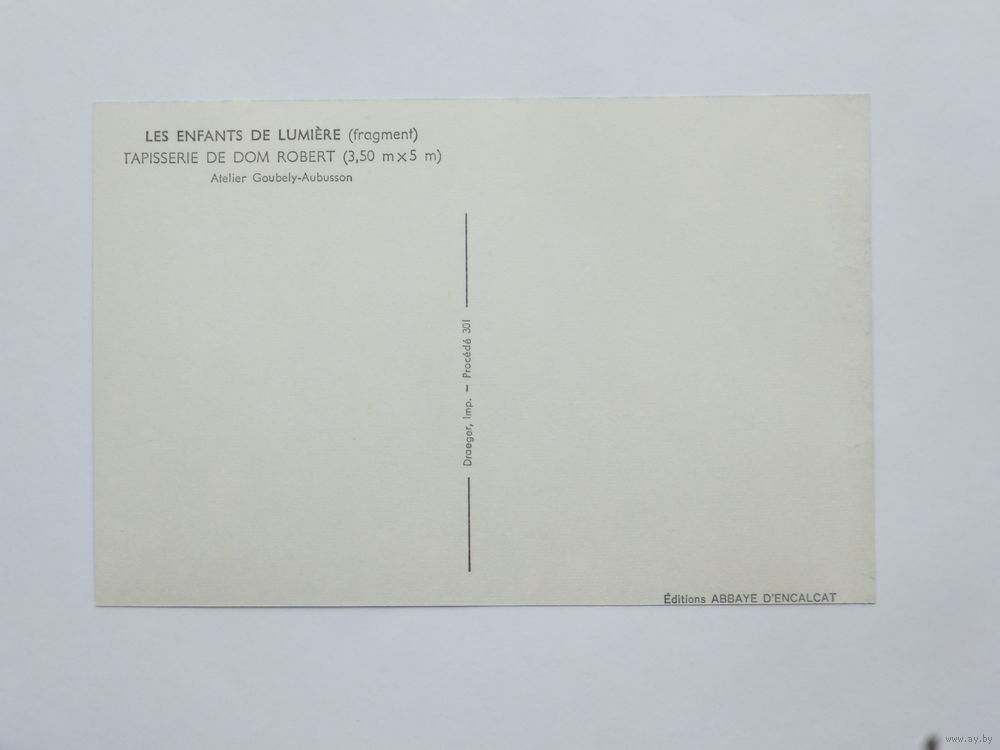 LES ENFANTS DE LUMIÈRE (fragment)
TAPISSERIE DE DOM ROBERT (3,50 m x 5 m)
Atelier Goubely-Aubusson
Draeger, Imp. – Procédé 301
Éditions ABBAYE D'ENCALCAT
www.ay.by